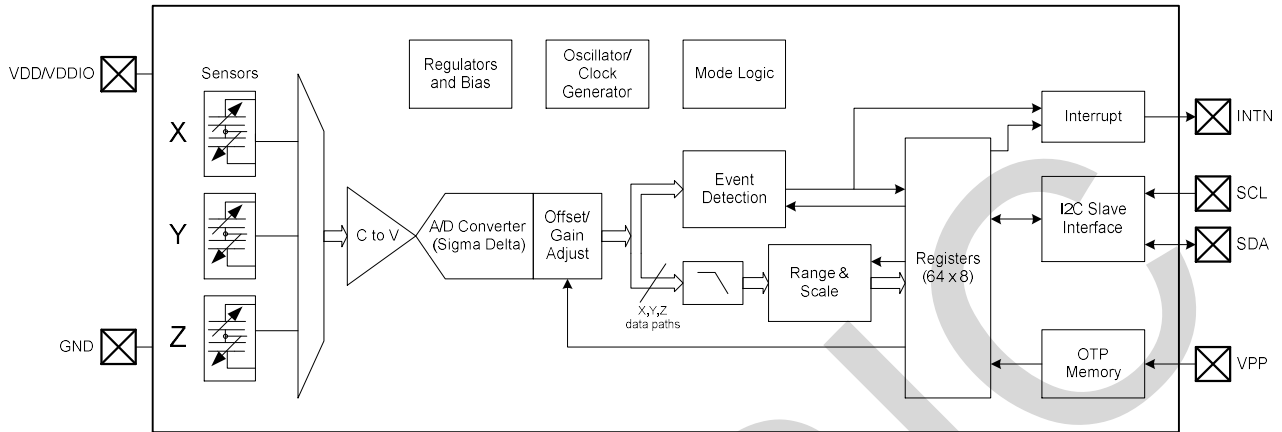 VDD/VDDIO
GND
Sensors
X
Y
Z
Regulators
and Bias
Oscillator/
Clock
Generator
Mode Logic
C to V
A/D Converter
(Sigma Delta)
Offset/
Gain
Adjust
Event
Detection
X,Y,Z
data paths
Range &
Scale
Registers
(64 x 8)
Interrupt
I2C Slave
Interface
OTP
Memory
INTN
SCL
SDA
VPP
IC